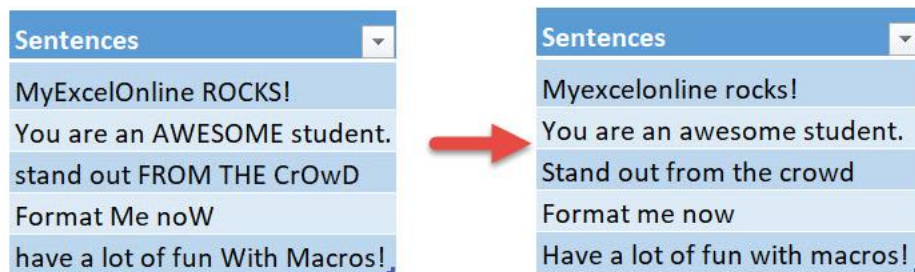 Sentences
MyExcelOnline ROCKS!
You are an AWESOME student.
stand out FROM THE CrOwD
Format Me noW
have a lot of fun With Macros!
Sentences
Myexcelonline rocks!
You are an awesome student.
Stand out from the crowd
Format me now
Have a lot of fun with macros!